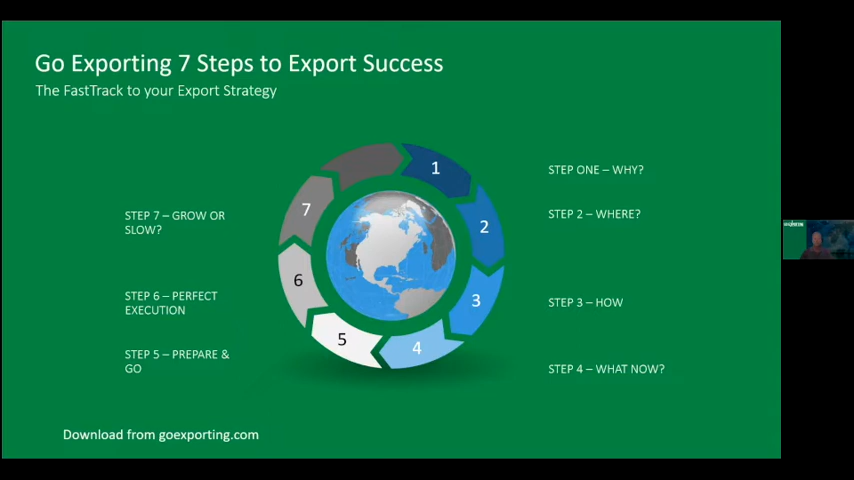 Go Exporting 7 Steps to Export Success
The FastTrack to your Export Strategy
1
2
3
4
5
6
7
STEP ONE – WHY?
STEP 2 – WHERE?
STEP 3 – HOW
STEP 4 – WHAT NOW?
STEP 5 – PREPARE &
GO
STEP 6 – PERFECT
EXECUTION
STEP 7 – GROW OR
SLOW?
Download from goexporting.com